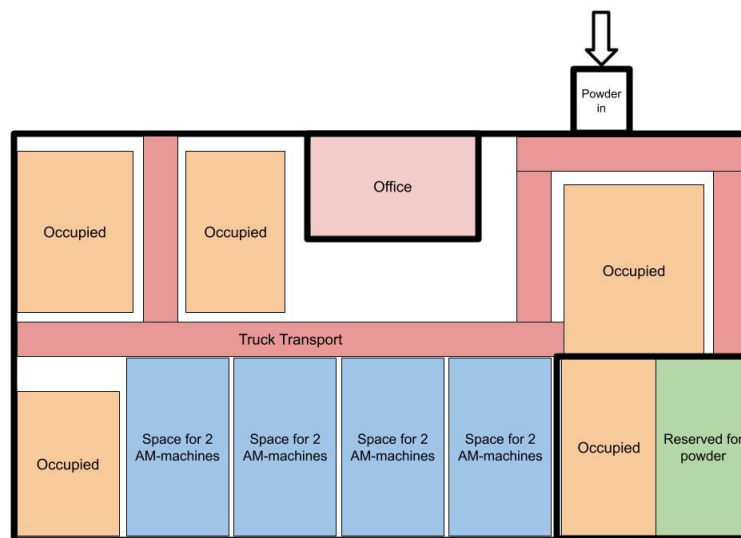 Powder
in
Office
Occupied
Occupied
Occupied
Truck Transport
Occupied
Space for 2
AM-machines
Space for 2
AM-machines
Space for 2
AM-machines
Space for 2
AM-machines
Occupied
Reserved for
powder